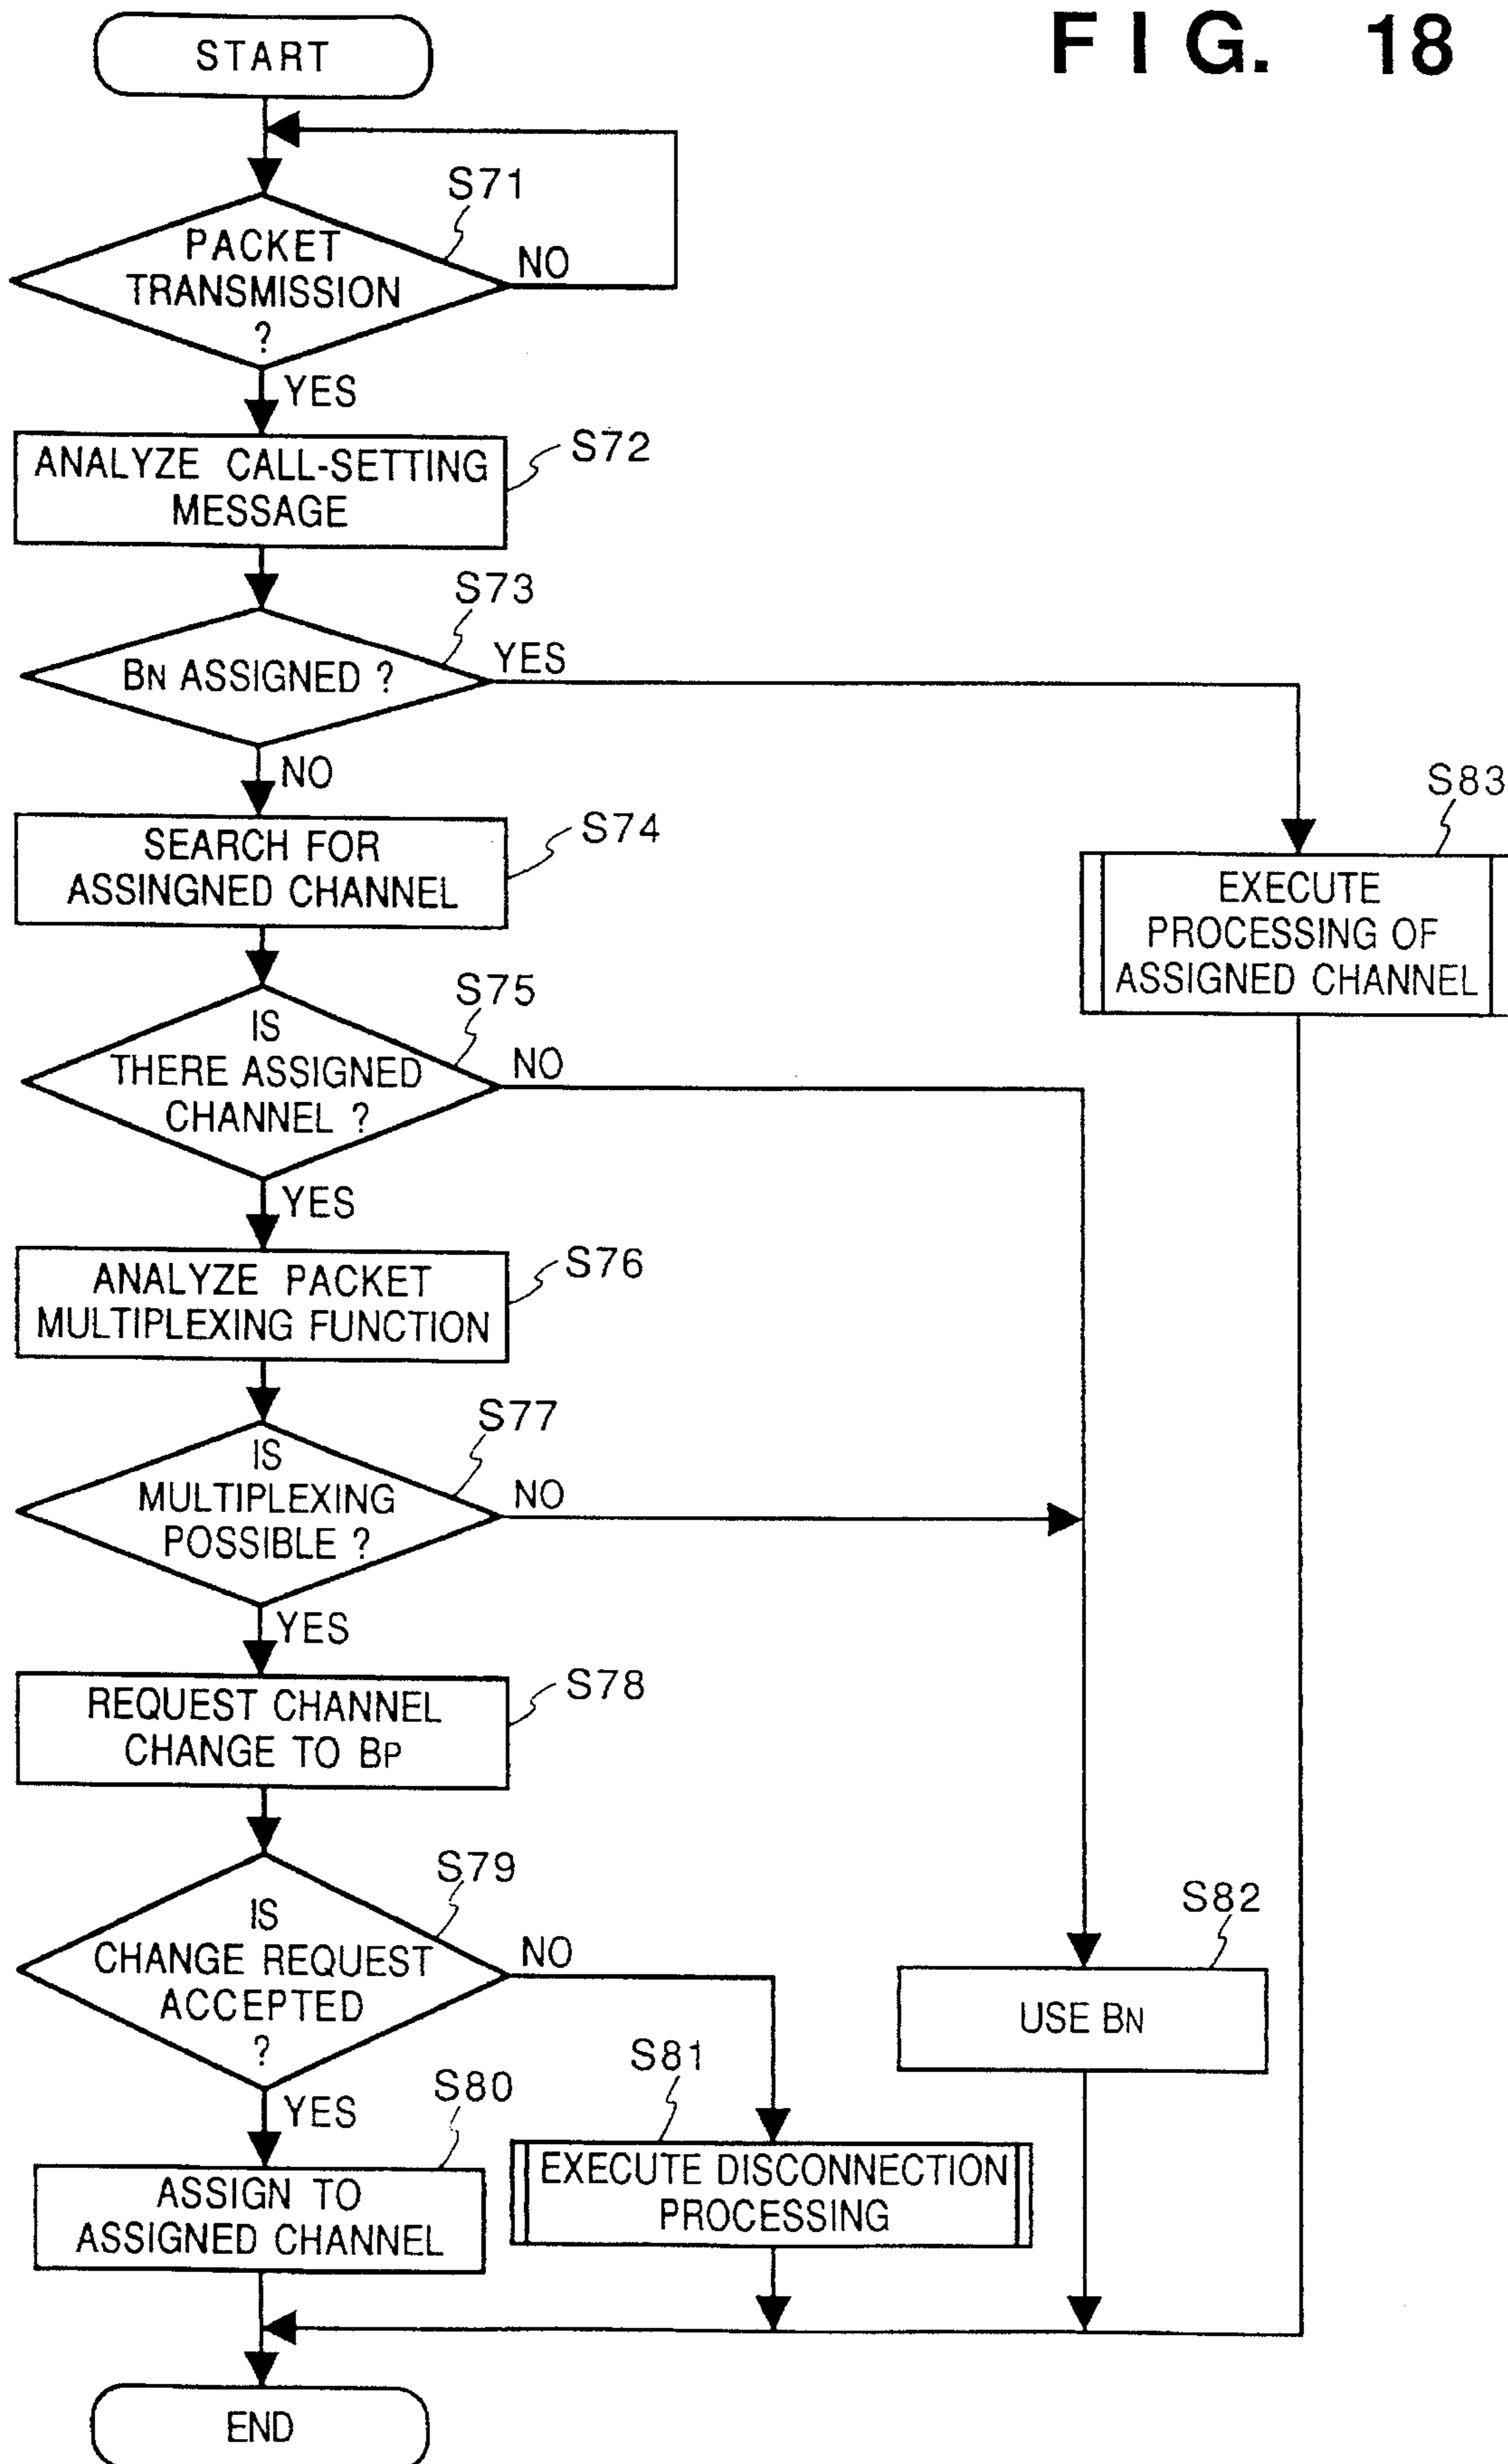 FIG. 18
START
S71
PACKET
TRANSMISSION
?
NO
YES
S72
ANALYZE CALL-SETTING
MESSAGE
S73
BN ASSIGNED ?
YES
NO
S74
SEARCH FOR
ASSINGNED CHANNEL
S83
EXECUTE
PROCESSING OF
ASSIGNED CHANNEL
S75
IS
THERE ASSIGNED
CHANNEL ?
NO
YES
S76
ANALYZE PACKET
MULTIPLEXING FUNCTION
S77
IS
MULTIPLEXING
POSSIBLE ?
NO
YES
S78
REQUEST CHANNEL
CHANGE TO BP
S79
IS
CHANGE REQUEST
ACCEPTED
?
NO
YES
S82
USE BN
S81
EXECUTE DISCONNECTION
PROCESSING
S80
ASSIGN TO
ASSIGNED CHANNEL
END